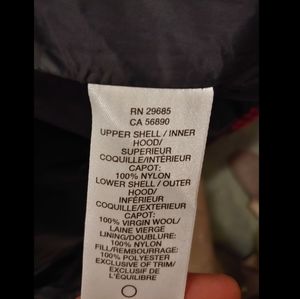 RN 29685
CA 56890
UPPER SHELL / INNER
HOOD/
SUPERIEUR
COQUILLE/INTÉRIEUR
CAPOT:
100% NYLON
LOWER SHELL / OUTER
HOOD/
INFÉRIEUR
COQUILLE/EXTERIEUR
CAPOT:
100% VIRGIN WOOL/
LAINE VIERGE
LINING/DOUBLURE:
100% NYLON
FILL/REMBOURRAGE:
100% POLYESTER
EXCLUSIVE OF TRIM/
EXCLUSIF DE
L'ÉQUILIBRE